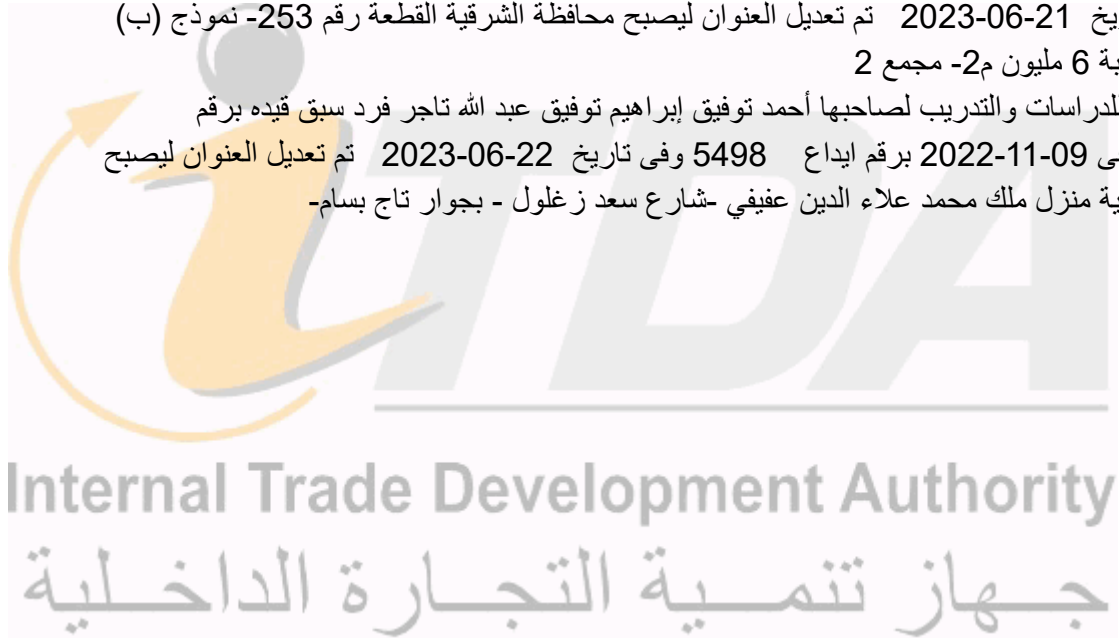 يخ 2023-06-21 تم تعديل العنوان ليصبح محافظة الشرقية القطعة رقم 253- نموذج (ب)
ية 6 مليون م2- مجمع 2
لدراسات والتدريب لصاحبها أحمد توفيق إبراهيم توفيق عبد الله تاجر فرد سبق قيده برقم
ى 09-11-2022 برقم ايداع 5498 وفى تاريخ 2023-06-22 تم تعديل العنوان ليصبح
ية منزل ملك محمد علاء الدين عفيفي -شارع سعد زغلول - بجوار تاج بسام-
iTDA
Internal Trade Development Authority
جهاز تنمية التجارة الداخلية